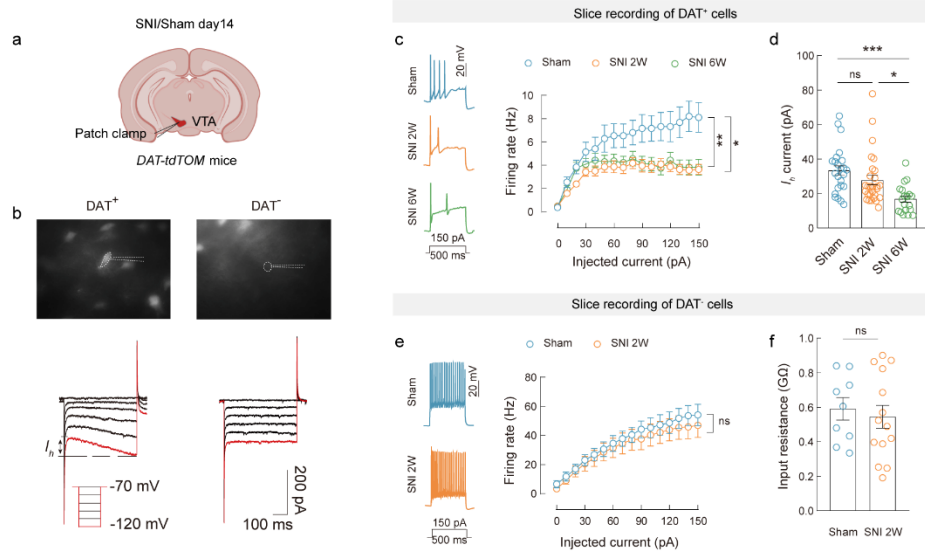 SNI/Sham day14
a
VTA
Patch clamp
DAT-tdTOM mice
b
DAT⁺
DAT⁻
Iₕ
-70 mV
-120 mV
200 pA
100 ms
Slice recording of DAT⁺ cells
c
Sham
SNI 2W
SNI 6W
20 mV
150 pA
500 ms
Sham
SNI 2W
SNI 6W
Firing rate (Hz)
10
8
6
4
2
0
0
30
60
90
120
150
Injected current (pA)
**
*
d
***
ns
*
Iₕ current (pA)
100
80
60
40
20
0
Sham
SNI 2W
SNI 6W
Slice recording of DAT⁻ cells
e
Sham
SNI 2W
20 mV
150 pA
500 ms
Sham
SNI 2W
Firing rate (Hz)
80
60
40
20
0
0
30
60
90
120
150
Injected current (pA)
ns
f
ns
Input resistance (GΩ)
1.0
0.8
0.6
0.4
0.2
0.0
Sham
SNI 2W